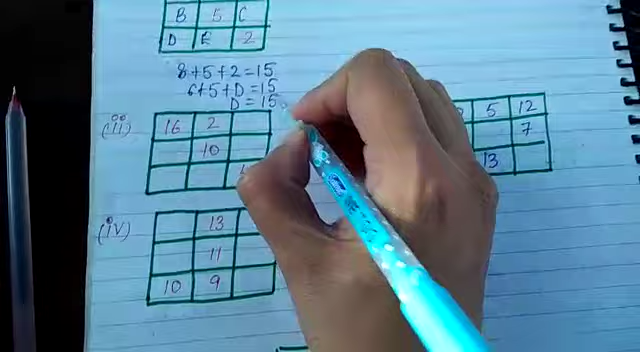 B 5 C
D E 2
8+5+2=15
6+5+D=15
D=15
(iii) 16 2
10
5 12
7
13
(iv) 13
11
10 9